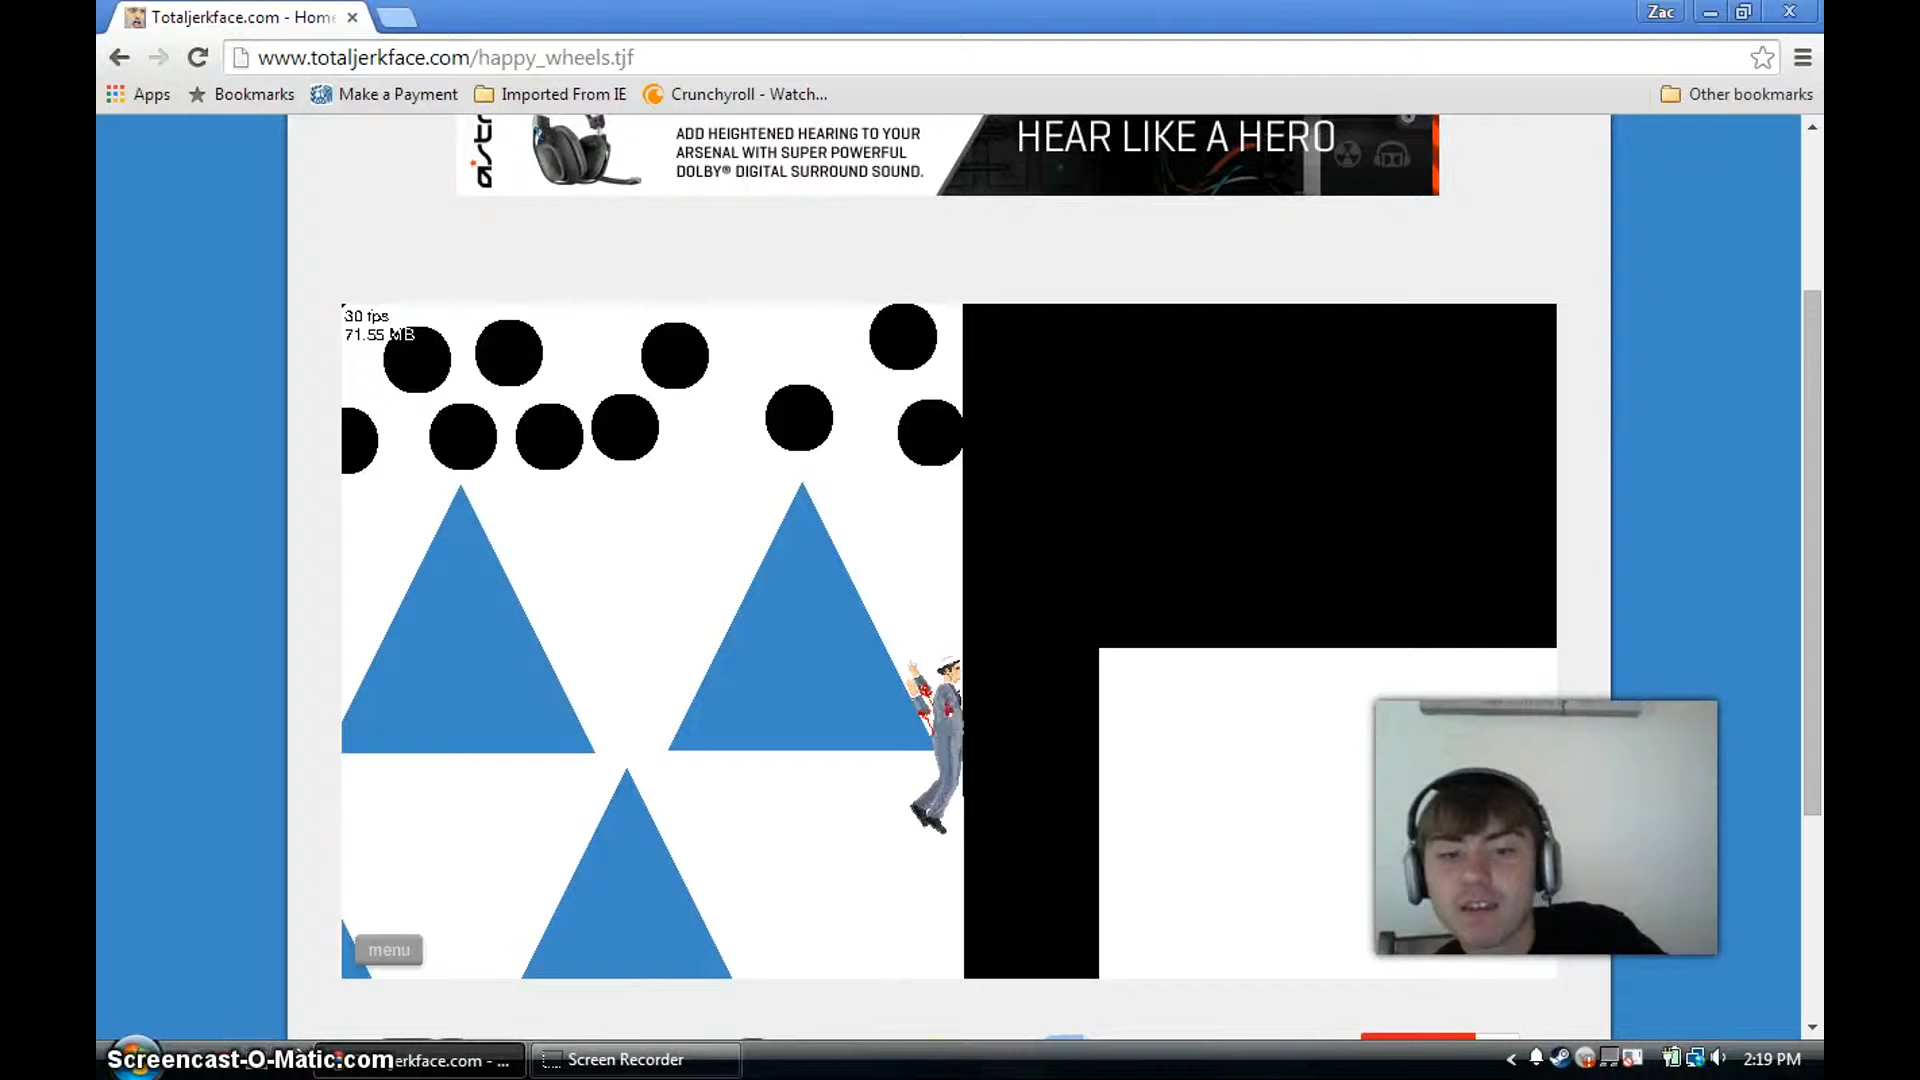 Totaljerkface.com - Home
Zac
www.totaljerkface.com/happy_wheels.tjf
Apps
Bookmarks
Make a Payment
Imported From IE
Crunchyroll - Watch...
Other bookmarks
ADD HEIGHTENED HEARING TO YOUR
ARSENAL WITH SUPER POWERFUL
DOLBY® DIGITAL SURROUND SOUND.
HEAR LIKE A HERO
30 fps
71.55 MB
menu
Screencast-O-Matic.com
erkface.com - ...
Screen Recorder
2:19 PM